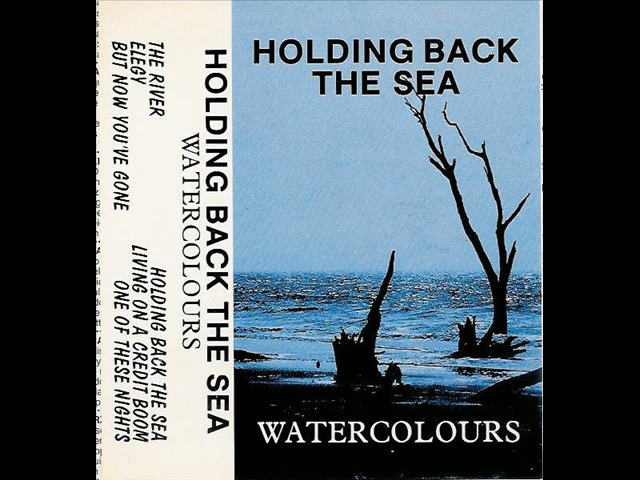 HOLDING BACK
THE SEA
WATERCOLOURS
HOLDING BACK THE SEA
WATERCOLOURS
THE RIVER
ELEGY
BUT NOW YOU'VE GONE
HOLDING BACK THE SEA
LIVING ON A CREDIT BOOM
ONE OF THESE NIGHTS